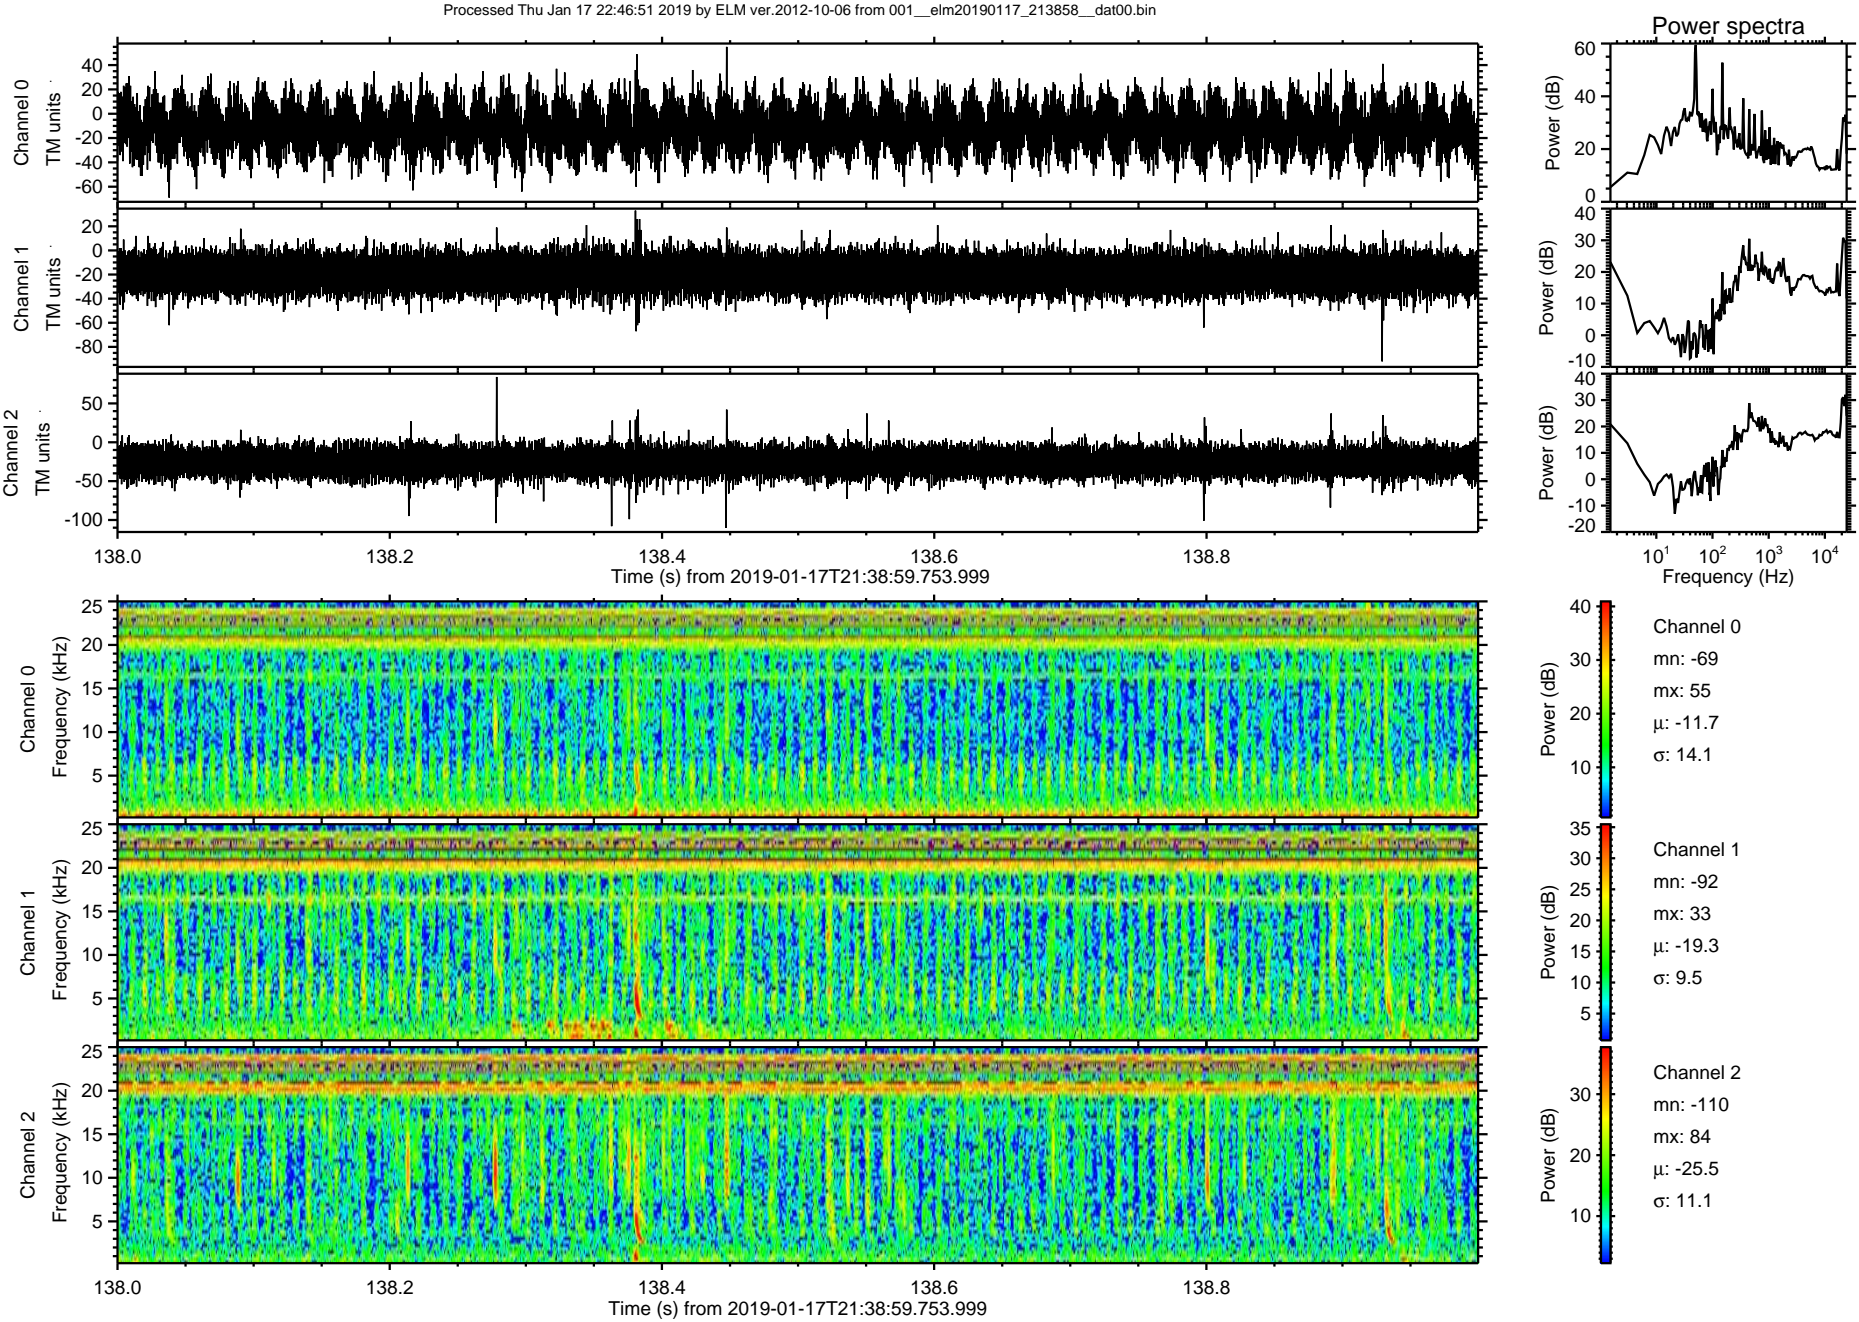 Processed Thu Jan 17 22:46:51 2019 by ELM ver.2012-10-06 from 001__elm20190117_213858__dat00.bin
Power spectra
Channel 0
TM units
40
20
0
-20
-40
-60
Power (dB)
60
40
20
0
Channel 1
TM units
20
0
-20
-40
-60
-80
Power (dB)
40
30
20
10
0
-10
Channel 2
TM units
50
0
-50
-100
Power (dB)
40
30
20
10
0
-10
-20
138.0 138.2 138.4 138.6 138.8
Time (s) from 2019-01-17T21:38:59.753.999
10¹ 10² 10³ 10⁴
Frequency (Hz)
Channel 0
Frequency (kHz)
25
20
15
10
5
Power (dB)
40
30
20
10
Channel 0
mn: -69
mx: 55
µ: -11.7
σ: 14.1
Channel 1
Frequency (kHz)
25
20
15
10
5
Power (dB)
35
30
25
20
15
10
5
Channel 1
mn: -92
mx: 33
µ: -19.3
σ: 9.5
Channel 2
Frequency (kHz)
25
20
15
10
5
Power (dB)
30
20
10
Channel 2
mn: -110
mx: 84
µ: -25.5
σ: 11.1
138.0 138.2 138.4 138.6 138.8
Time (s) from 2019-01-17T21:38:59.753.999